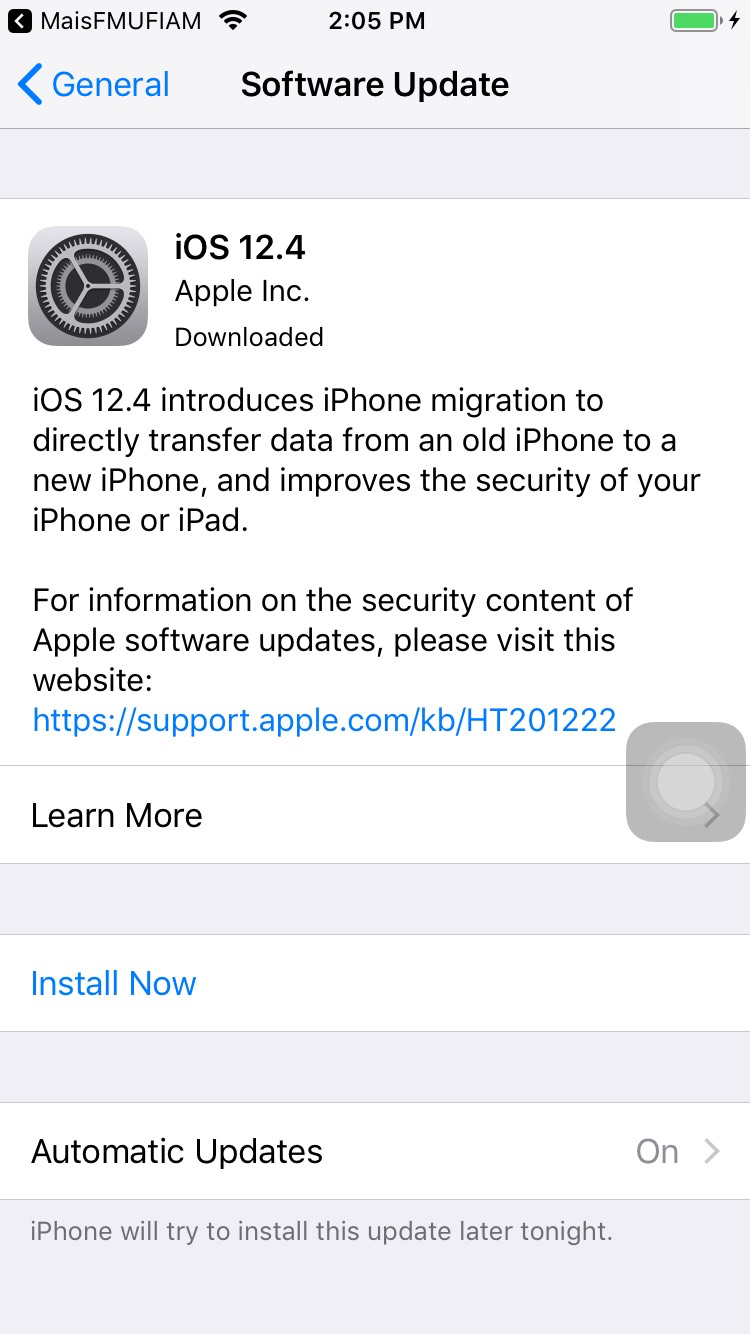 MaisFMUFIAM 2:05 PM
General Software Update
iOS 12.4
Apple Inc.
Downloaded
iOS 12.4 introduces iPhone migration to
directly transfer data from an old iPhone to a
new iPhone, and improves the security of your
iPhone or iPad.
For information on the security content of
Apple software updates, please visit this
website:
https://support.apple.com/kb/HT201222
Learn More
Install Now
Automatic Updates On
iPhone will try to install this update later tonight.